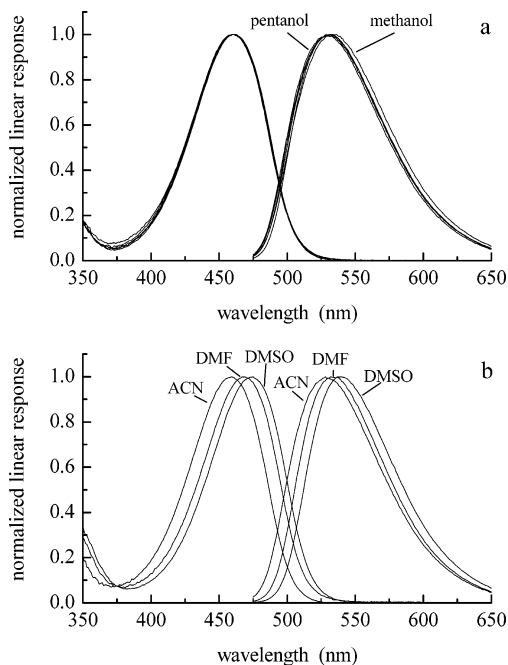 a
pentanol methanol
normalized linear response
1.0
0.8
0.6
0.4
0.2
0.0
350 400 450 500 550 600 650
wavelength (nm)
b
DMF DMSO DMF
ACN ACN DMSO
normalized linear response
1.0
0.8
0.6
0.4
0.2
0.0
350 400 450 500 550 600 650
wavelength (nm)